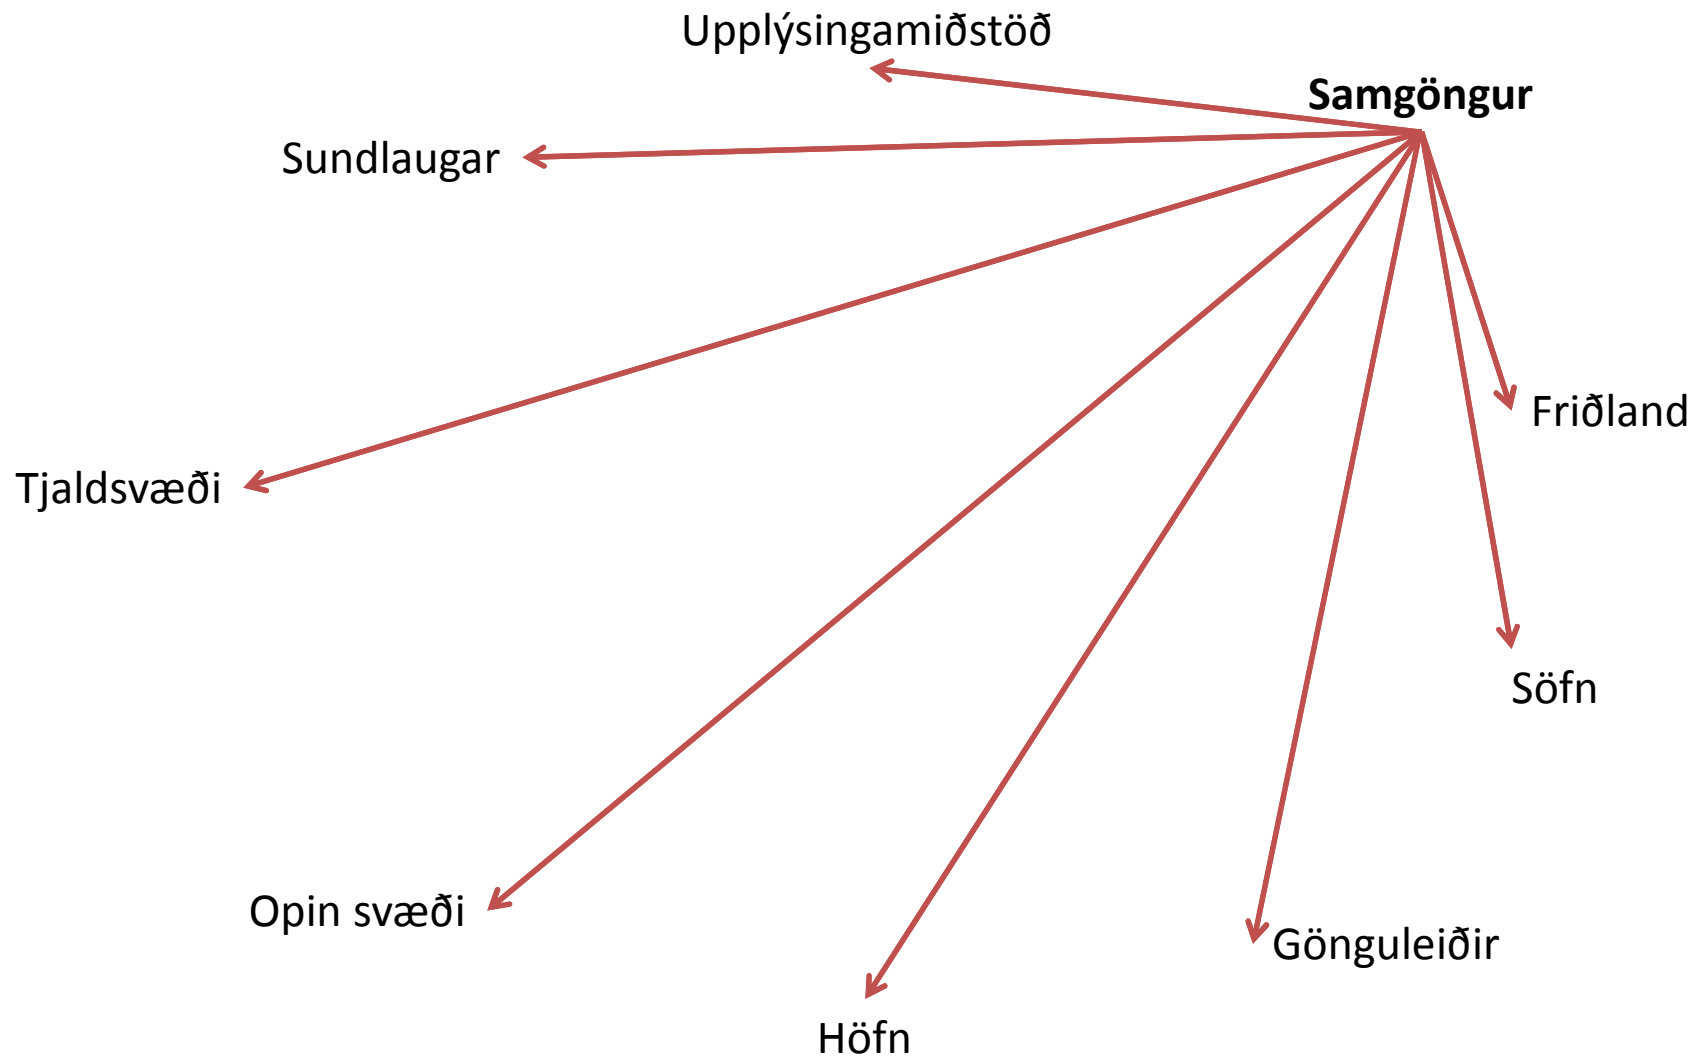 Upplýsingamiðstöð
Samgöngur
Sundlaugar
Friðland
Tjaldsvæði
Söfn
Opin svæði
Gönguleiðir
Höfn